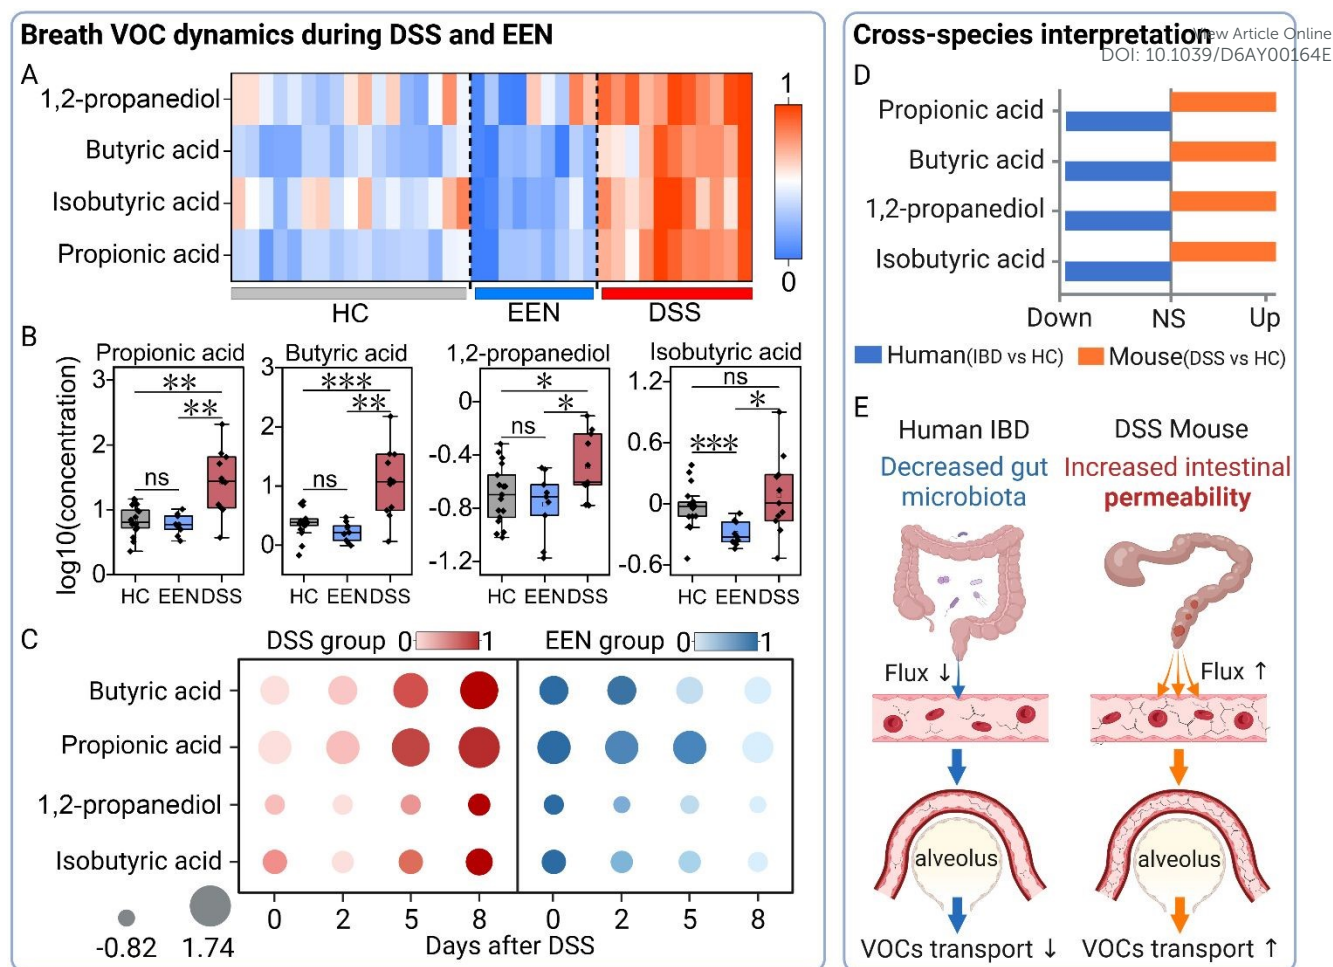 Breath VOC dynamics during DSS and EEN
A
1,2-propanediol
Butyric acid
Isobutyric acid
Propionic acid
1
0
HC EEN DSS
B
log10(concentration)
Propionic acid
**
**
ns
3
2
1
0
HC EEN DSS
Butyric acid
***
**
ns
3
2
1
0
HC EEN DSS
1,2-propanediol
*
*
ns
0
-0.4
-0.8
-1.2
HC EEN DSS
Isobutyric acid
ns
*
***
1.2
0.6
0
-0.6
HC EEN DSS
C
DSS group 0 1 EEN group 0 1
Butyric acid
Propionic acid
1,2-propanediol
Isobutyric acid
0 2 5 8 0 2 5 8
-0.82 1.74
Days after DSS
Cross-species interpretation
View Article Online
DOI: 10.1039/D6AY00164E
D
Propionic acid
Butyric acid
1,2-propanediol
Isobutyric acid
Down NS Up
Human(IBD vs HC) Mouse(DSS vs HC)
E
Human IBD
Decreased gut
microbiota
Flux ↓
alveolus
VOCs transport ↓
DSS Mouse
Increased intestinal
permeability
Flux ↑
alveolus
VOCs transport ↑